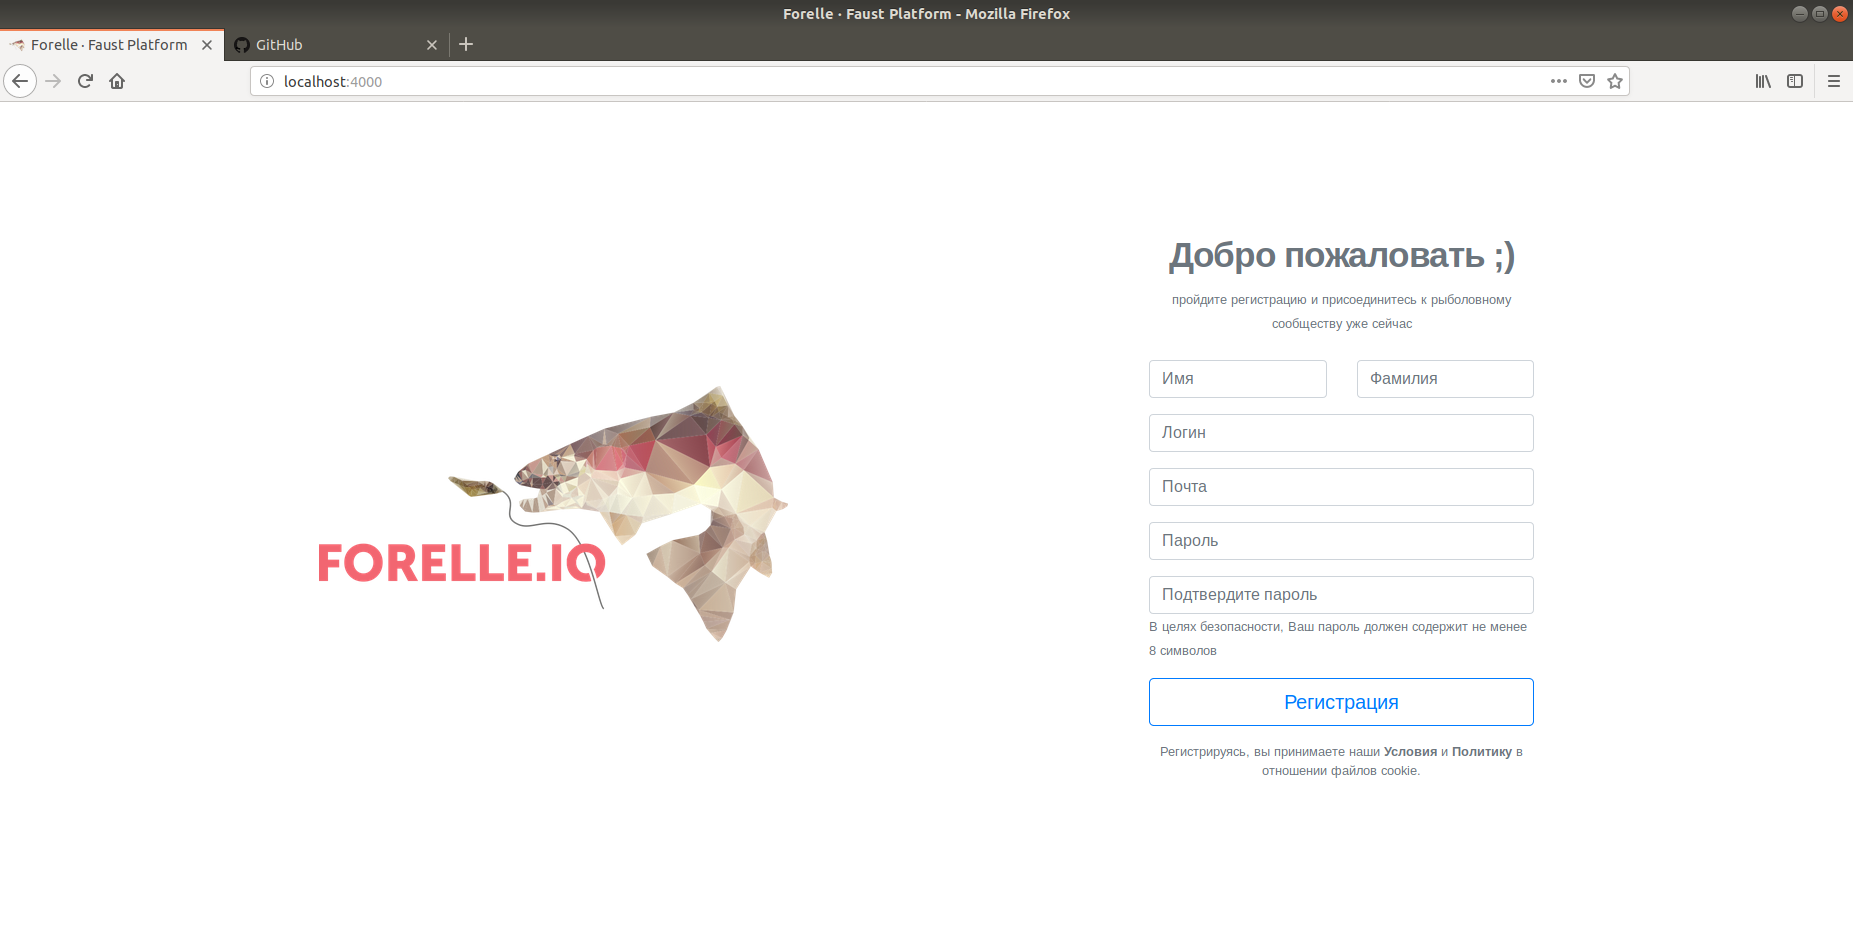 Forelle · Faust Platform - Mozilla Firefox
Forelle · Faust Platform
GitHub
localhost:4000
Добро пожаловать ;)
пройдите регистрацию и присоединитесь к рыболовному
сообществу уже сейчас
Имя
Фамилия
Логин
Почта
Пароль
Подтвердите пароль
В целях безопасности, Ваш пароль должен содержит не менее
8 символов
Регистрация
Регистрируясь, вы принимаете наши Условия и Политику в
отношении файлов cookie.
FORELLE.IO